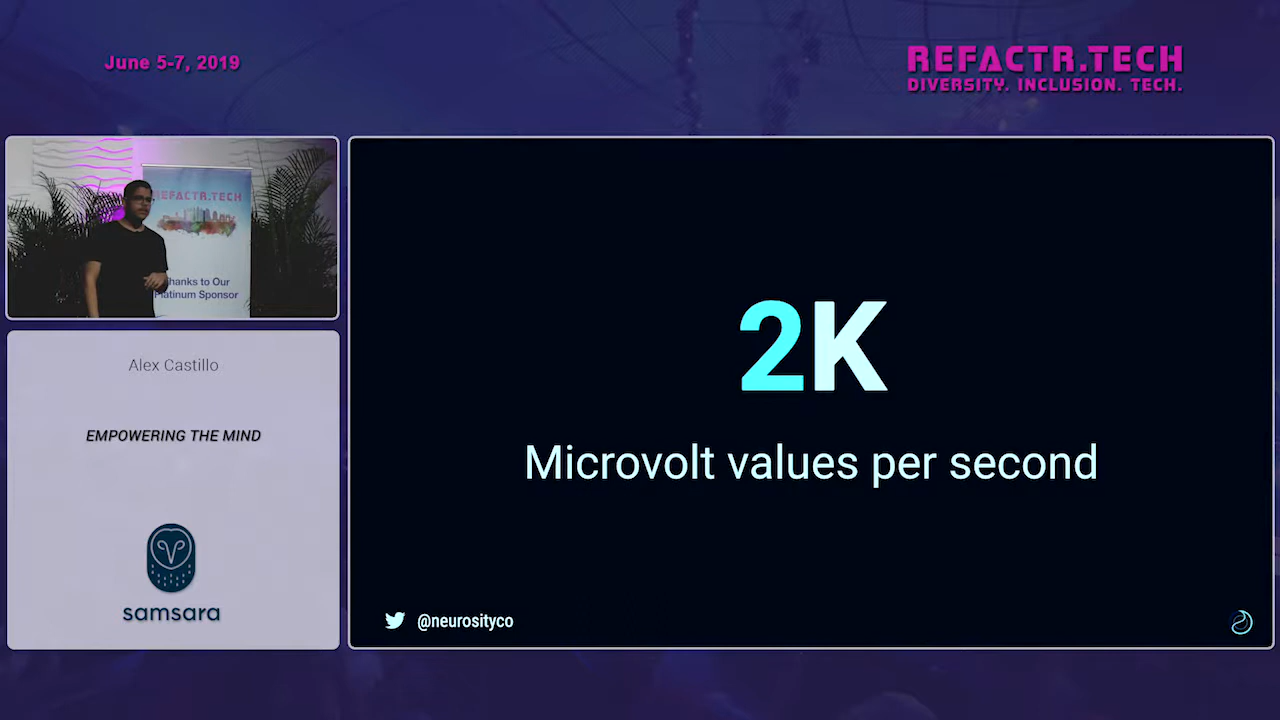 June 5-7, 2019
REFACTR.TECH
DIVERSITY. INCLUSION. TECH.
REFACTR.TECH
Thanks to Our
Platinum Sponsor
Alex Castillo
EMPOWERING THE MIND
samsara
2K
Microvolt values per second
@neurosityco